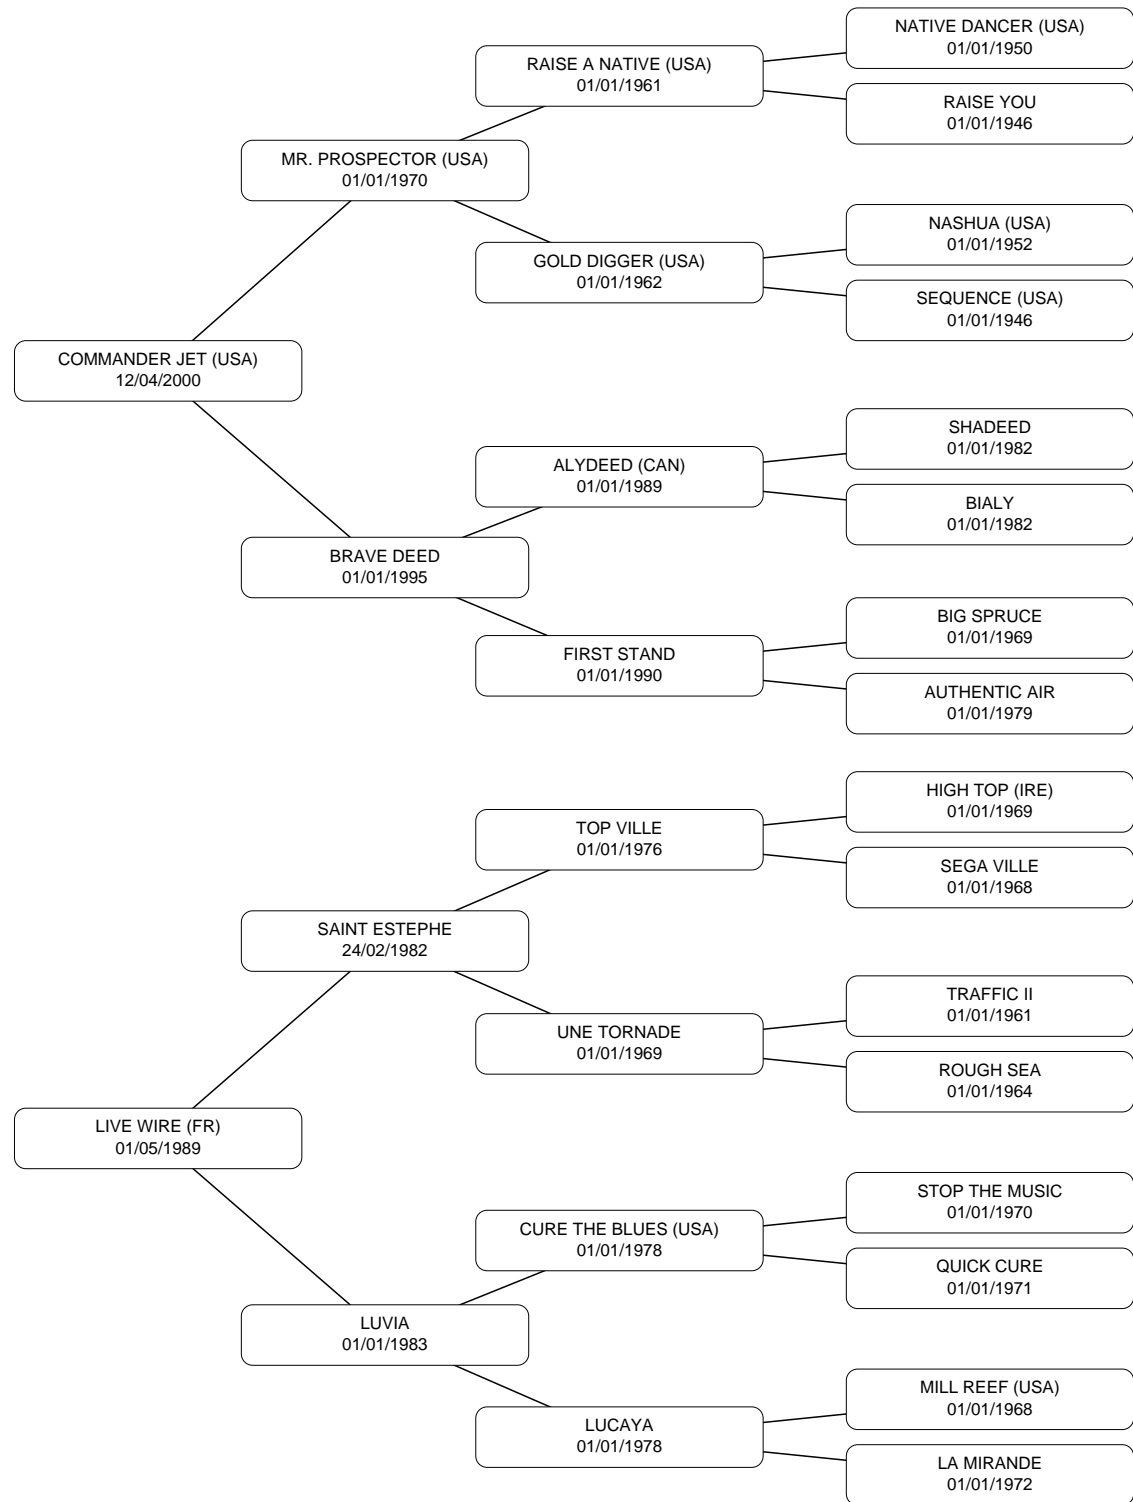 NATIVE DANCER (USA)
01/01/1950
RAISE A NATIVE (USA)
01/01/1961
RAISE YOU
01/01/1946
MR. PROSPECTOR (USA)
01/01/1970
NASHUA (USA)
01/01/1952
GOLD DIGGER (USA)
01/01/1962
SEQUENCE (USA)
01/01/1946
COMMANDER JET (USA)
12/04/2000
SHADEED
01/01/1982
ALYDEED (CAN)
01/01/1989
BIALY
01/01/1982
BRAVE DEED
01/01/1995
BIG SPRUCE
01/01/1969
FIRST STAND
01/01/1990
AUTHENTIC AIR
01/01/1979
HIGH TOP (IRE)
01/01/1969
TOP VILLE
01/01/1976
SEGA VILLE
01/01/1968
SAINT ESTEPHE
24/02/1982
TRAFFIC II
01/01/1961
UNE TORNADE
01/01/1969
ROUGH SEA
01/01/1964
LIVE WIRE (FR)
01/05/1989
STOP THE MUSIC
01/01/1970
CURE THE BLUES (USA)
01/01/1978
QUICK CURE
01/01/1971
LUVIA
01/01/1983
MILL REEF (USA)
01/01/1968
LUCAYA
01/01/1978
LA MIRANDE
01/01/1972